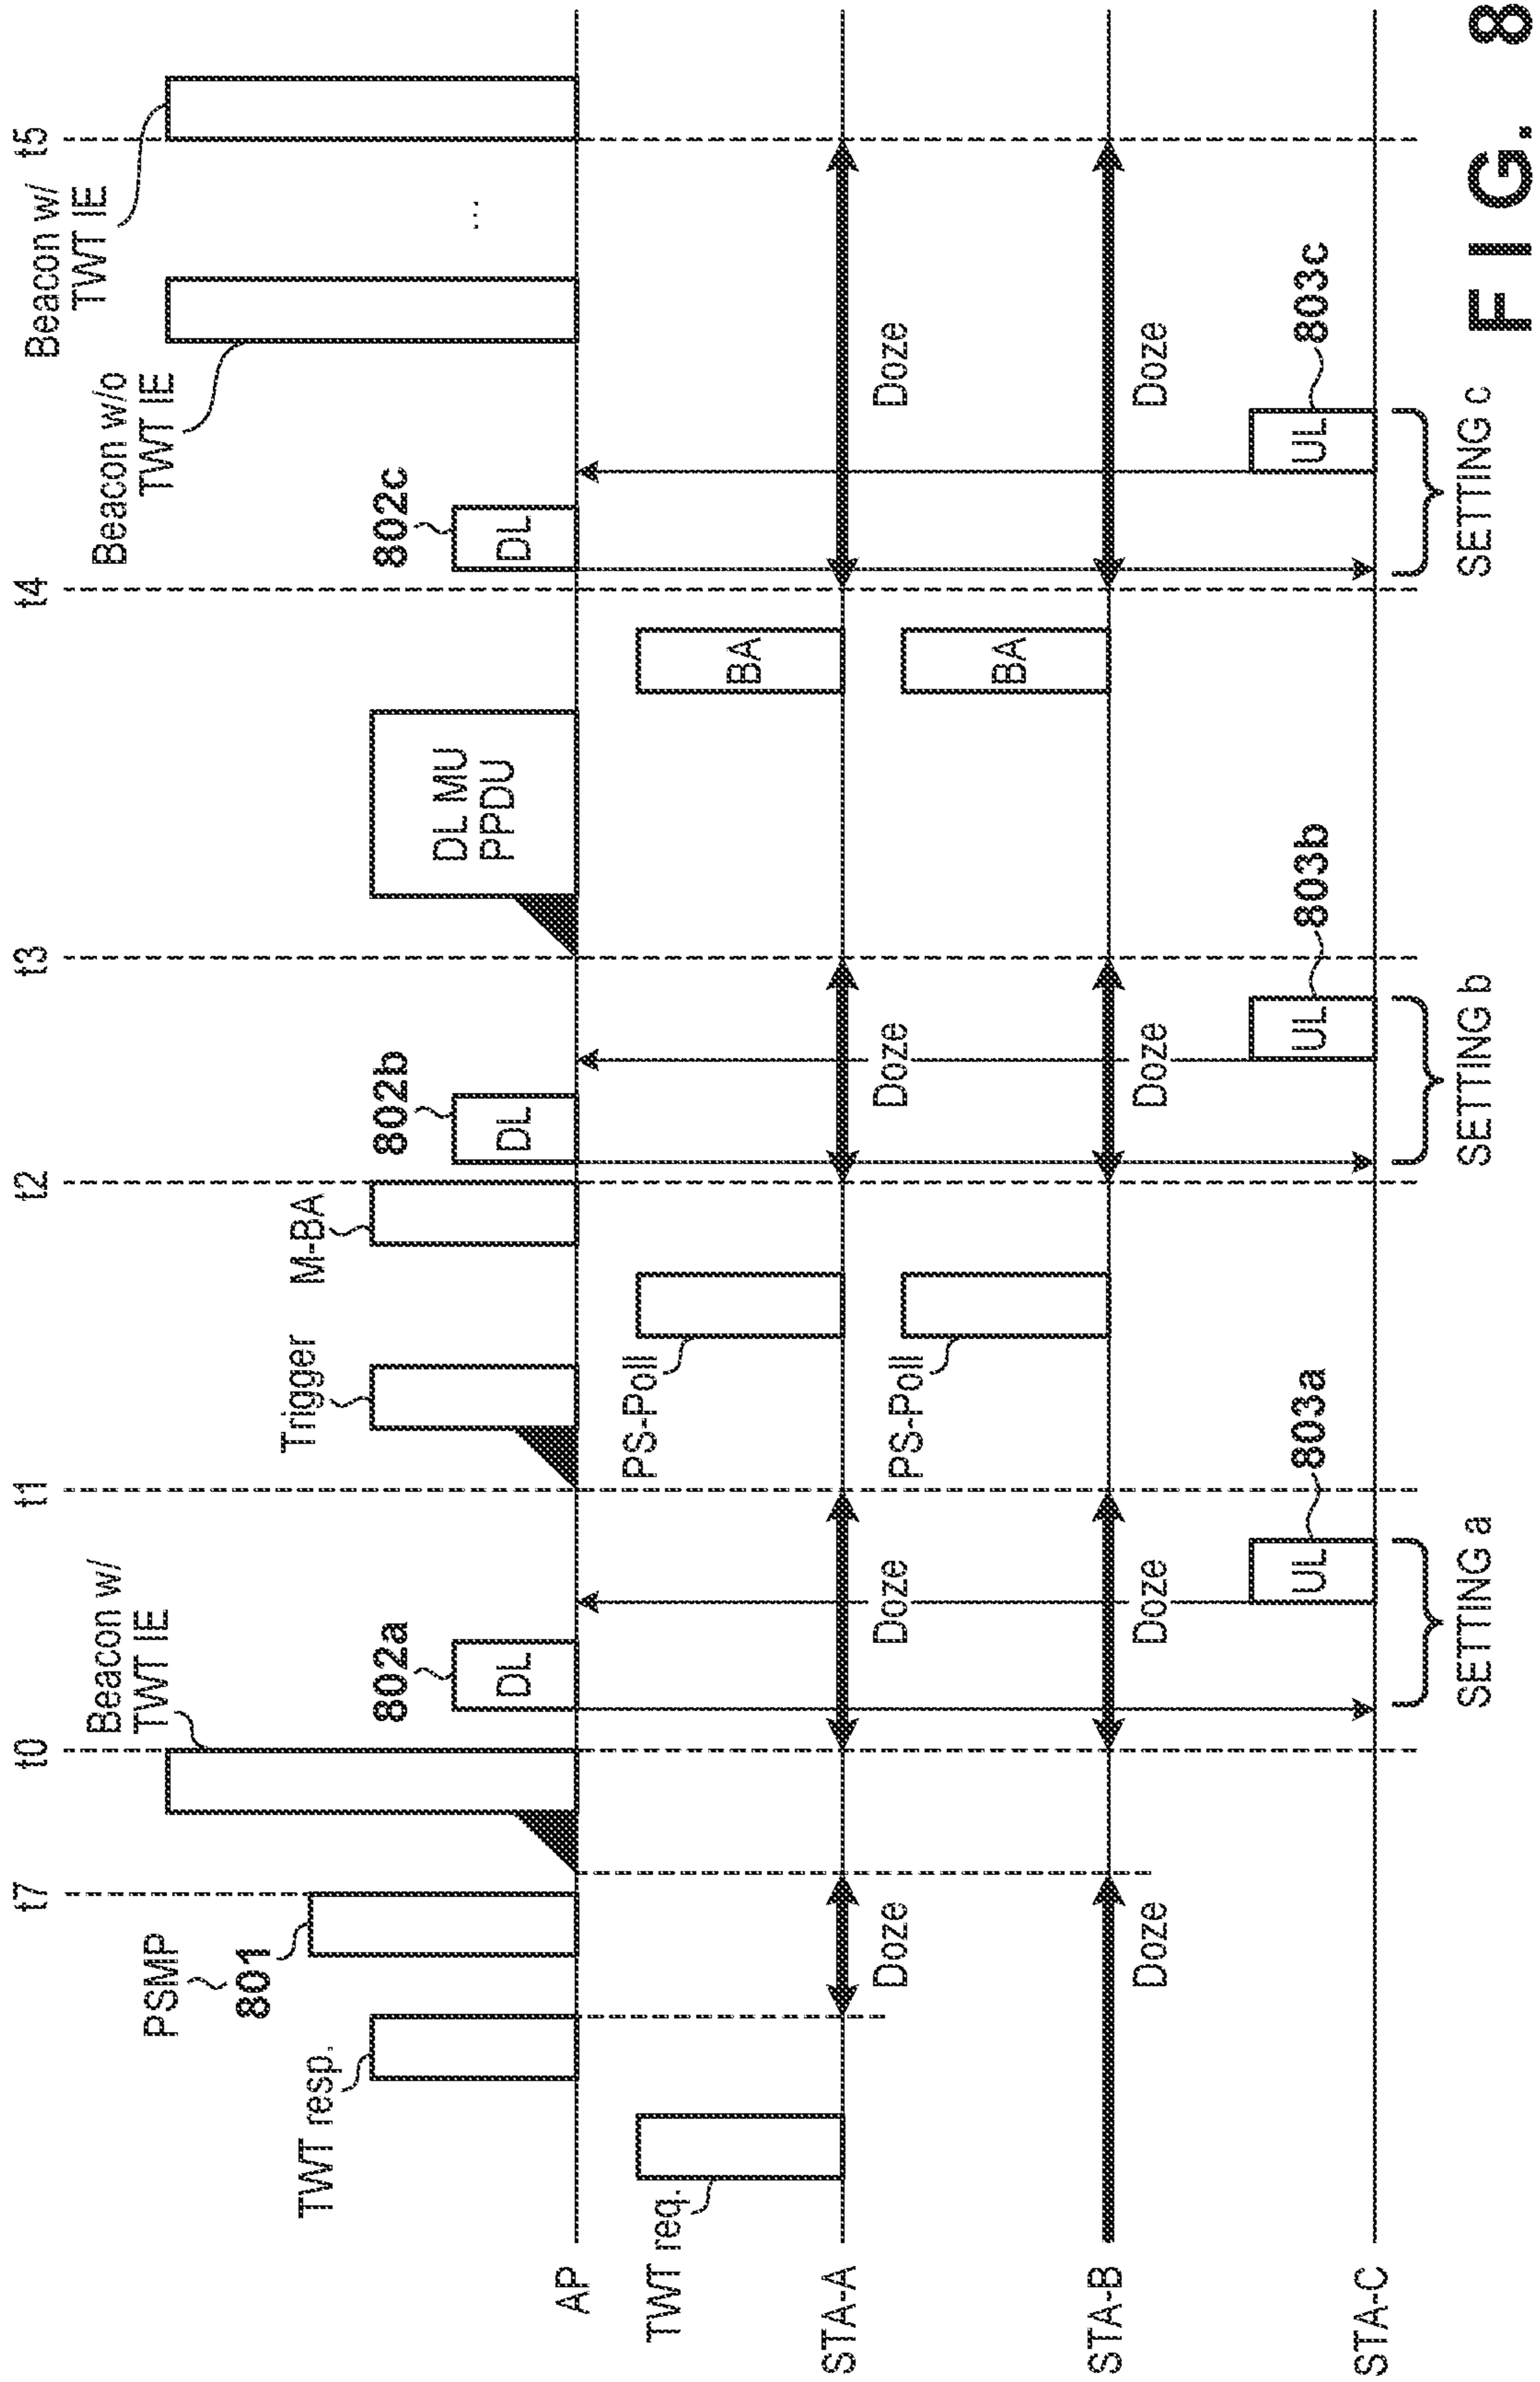 t7
t0
t1
t2
t3
t4
t5
Beacon w/
TWT IE
Beacon w/o
TWT IE
Beacon w/
TWT IE
...
PSMP
801
TWT resp.
802a
DL
Trigger
M-BA
802b
DL
DL MU
PPDU
802c
DL
AP
TWT req.
PS-Poll
BA
STA-A
Doze
Doze
Doze
Doze
PS-Poll
BA
STA-B
Doze
Doze
Doze
Doze
803a
UL
803b
UL
803c
UL
STA-C
SETTING a
SETTING b
SETTING c
FIG. 8